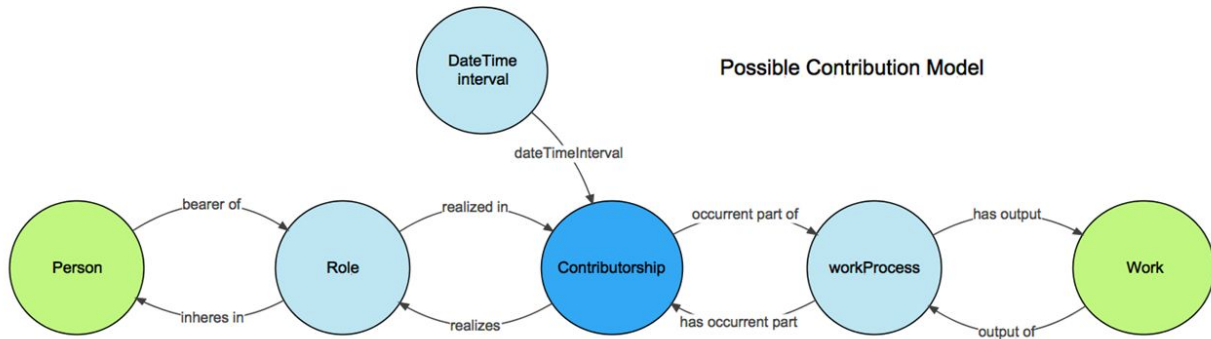 DateTime
interval
Possible Contribution Model
dateTimeInterval
bearer of
realized in
occurrent part of
has output
Person
Role
Contributorship
workProcess
Work
inheres in
realizes
has occurrent part
output of